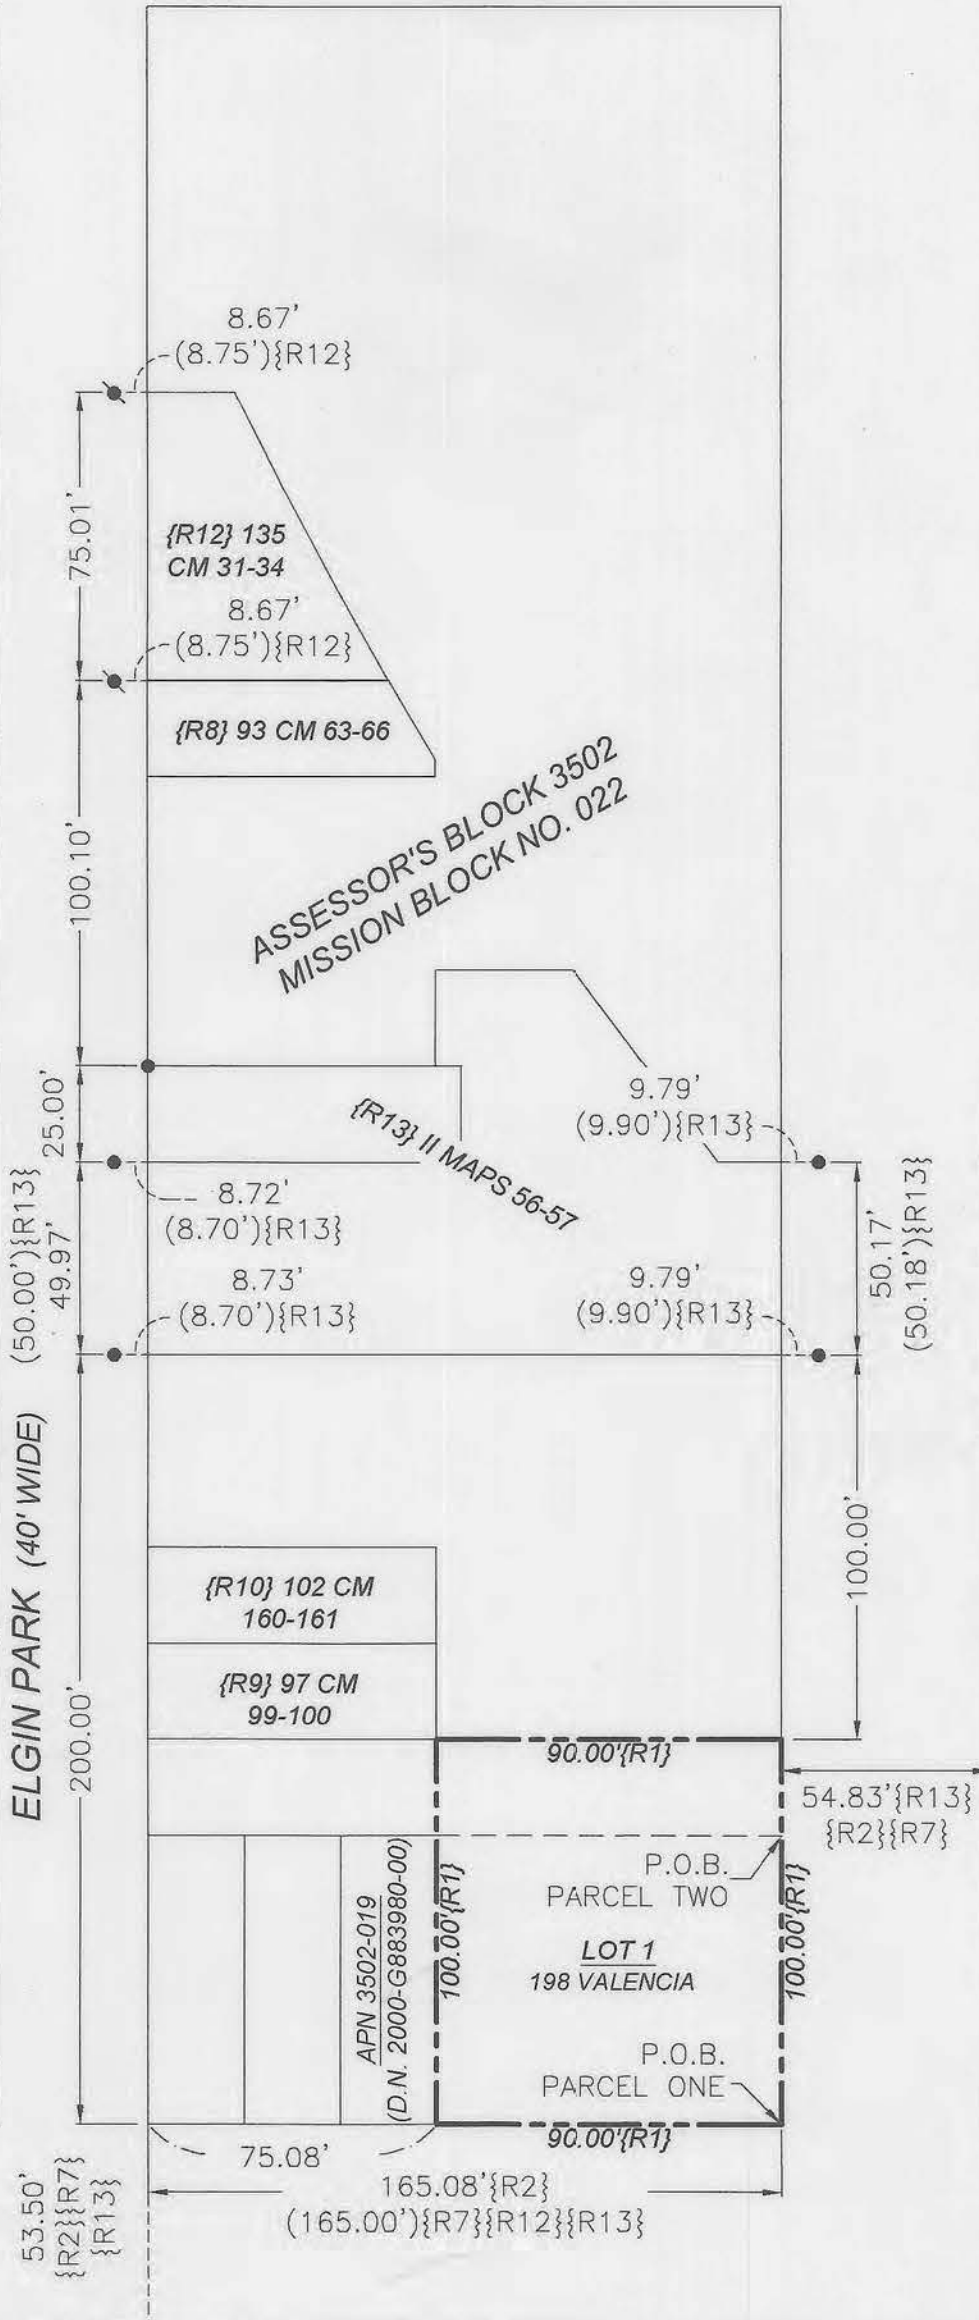 8.67'
(8.75'){R12}
75.01'
{R12} 135
CM 31-34
8.67'
(8.75'){R12}
{R8} 93 CM 63-66
100.10'
ASSESSOR'S BLOCK 3502
MISSION BLOCK NO. 022
25.00'
{R13} II MAPS 56-57
9.79'
(9.90'){R13}
8.72'
(8.70'){R13}
(50.00'){R13}
49.97'
50.17'
(50.18'){R13}
8.73'
(8.70'){R13}
9.79'
(9.90'){R13}
ELGIN PARK (40' WIDE)
200.00'
100.00'
{R10} 102 CM
160-161
{R9} 97 CM
99-100
90.00'{R1}
54.83'{R13}
{R2}{R7}
APN 3502-019
(D.N. 2000-G883980-00)
100.00'{R1}
P.O.B.
PARCEL TWO
100.00'{R1}
LOT 1
198 VALENCIA
P.O.B.
PARCEL ONE
90.00'{R1}
75.08'
165.08'{R2}
(165.00'){R7}{R12}{R13}
53.50'
{R2}{R7}
{R13}